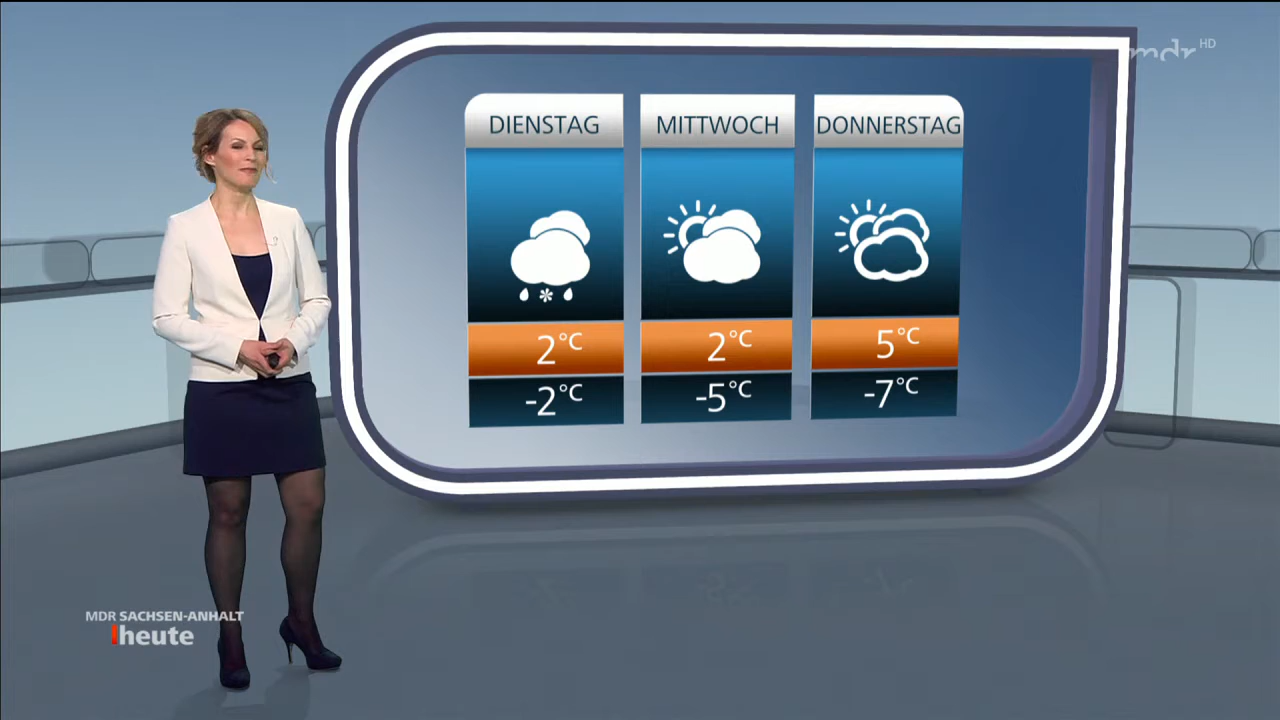 mdr HD
DIENSTAG
MITTWOCH
DONNERSTAG
2°C
2°C
5°C
-2°C
-5°C
-7°C
MDR SACHSEN-ANHALT
heute